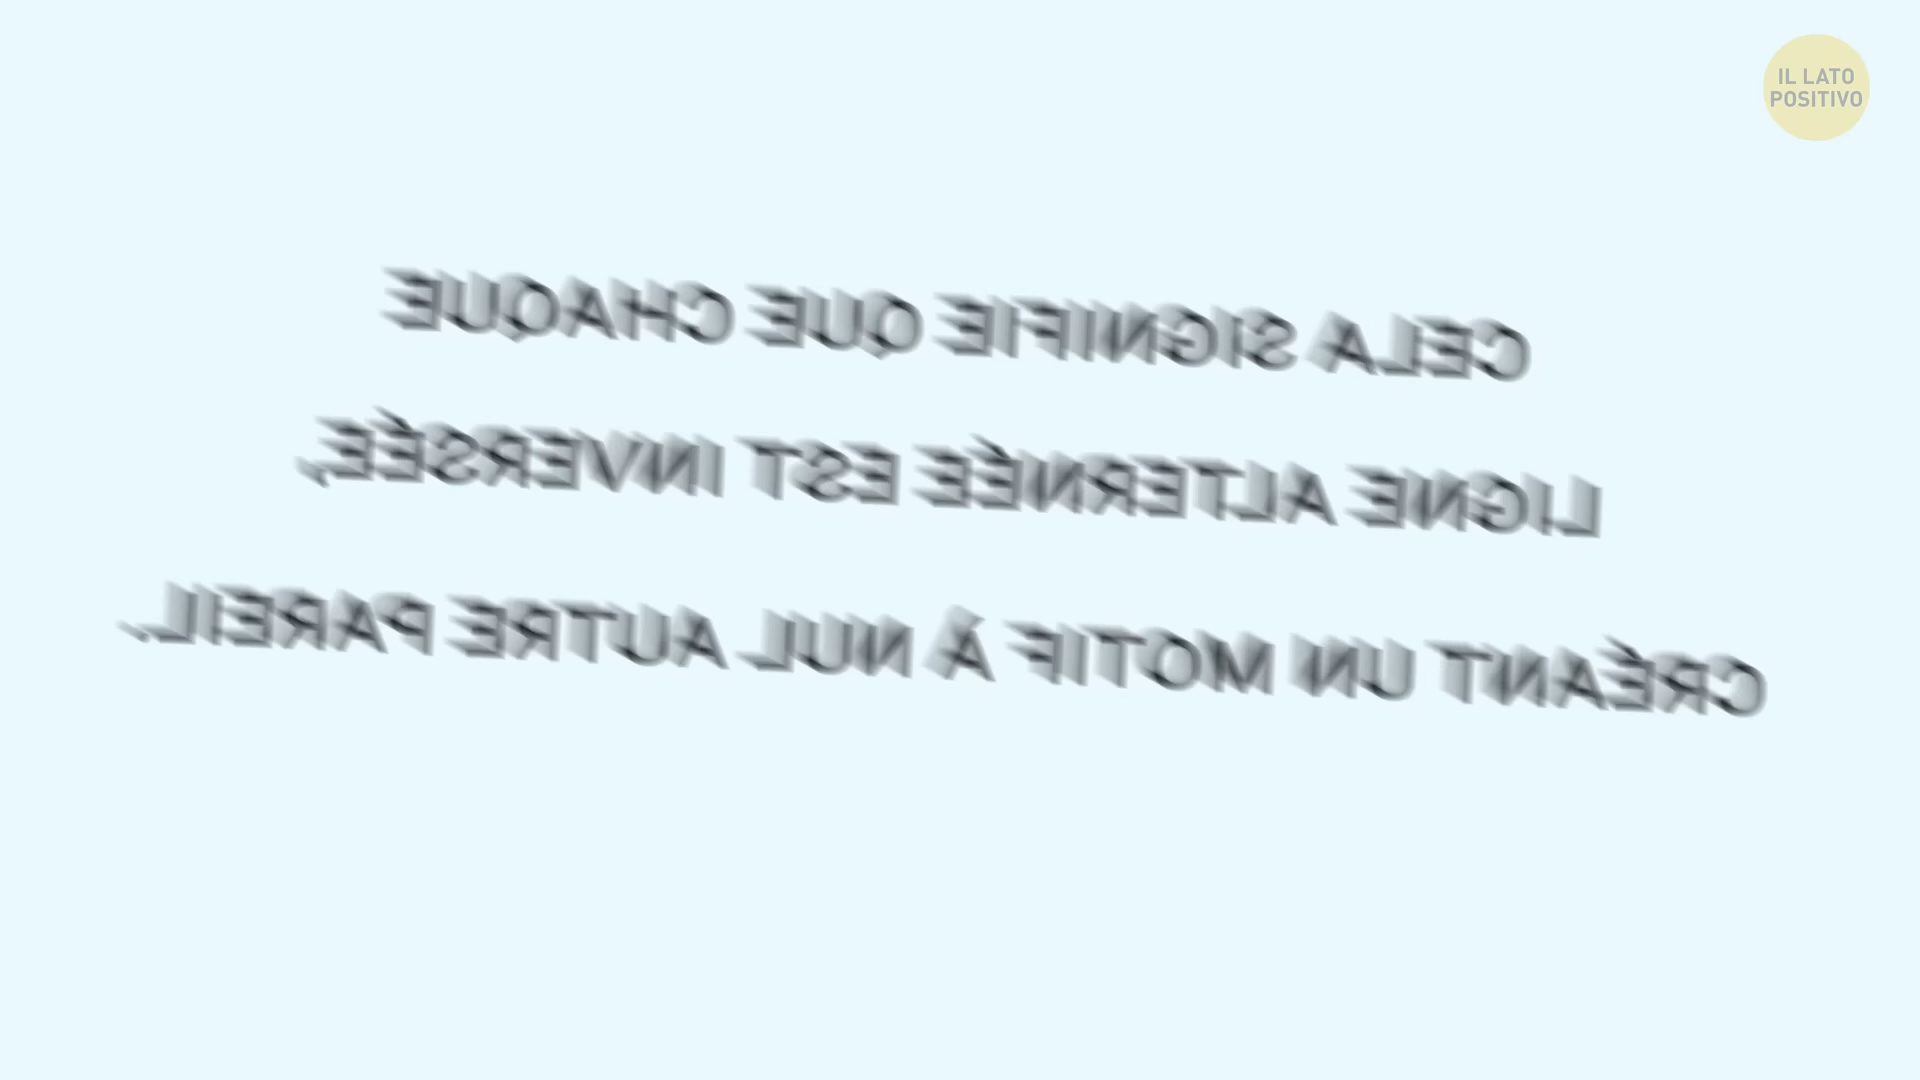 IL LATO
POSITIVO
CELA SIGNIFIE QUE CHAQUE
LIGNE ALTERNÉE EST INVERSÉE,
CRÉANT UN MOTIF À NUL AUTRE PAREIL.